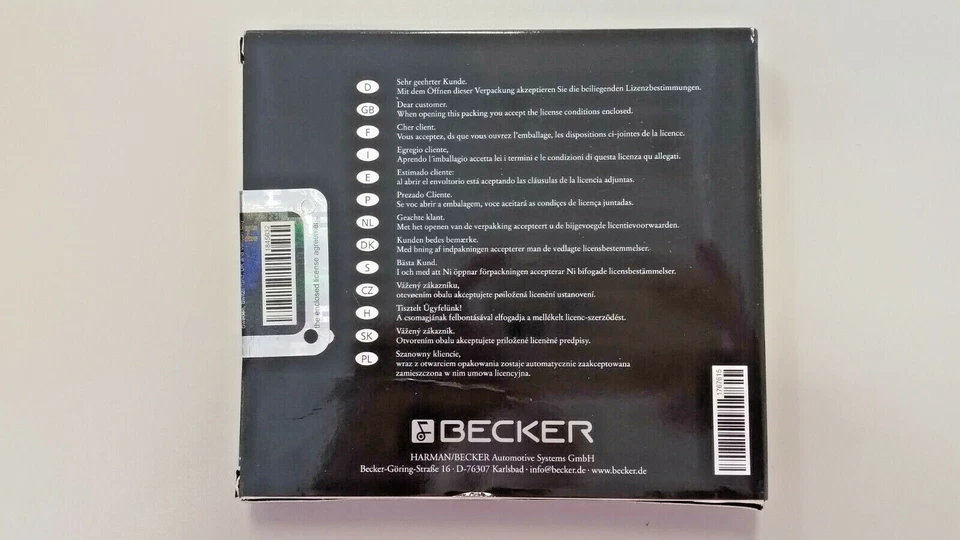 D
Sehr geehrter Kunde.
Mit dem Öffnen dieser Verpackung akzeptieren Sie die beiliegenden Lizenzbestimmungen.
GB
Dear customer.
When opening this packing you accept the license conditions enclosed.
F
Cher client.
Vous acceptez, ds que vous ouvrez l'emballage, les dispositions ci-jointes de la licence.
I
Egregio cliente,
Aprendo l'imballagio accetta lei i termini e le condizioni di questa licenza qu allegati.
E
Estimado cliente:
al abrir el envoltorio está aceptando las cláusulas de la licencia adjuntas.
P
Prezado Cliente.
Se voc abrir a embalagem, voce aceitará as condiçes de licença juntadas.
NL
Geachte klant.
Met het openen van de verpakking accepteert u de bijgevoegde licentievoorwaarden.
DK
Kunden bedes bemærke.
Med bning af indpakningen accepterer man de vedlagte licensbestemmelser.
S
Bästa Kund.
I och med att Ni öppnar förpackningen accepterar Ni bifogade licensbestämmelser.
CZ
Vážený zákazníku,
otevøením obalu akceptujete pøiložená licenèní ustanovení.
H
Tisztelt Ügyfelünk!
A csomagjának felbontásával elfogadja a mellékelt licenc-szerzõdést.
SK
Vážený zákazník.
Otvorením obalu akceptujete priložené licenèné predpisy.
PL
Szanowny kliencie,
wraz z otwarciem opakowania zostaje automatycznie zaakceptowana
zamieszczona w nim umowa licencyjna.
the enclosed license agreement
1845632
1767615
BECKER
HARMAN/BECKER Automotive Systems GmbH
Becker-Göring-Straße 16 · D-76307 Karlsbad · info@becker.de · www.becker.de